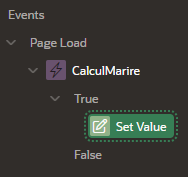 Events
Page Load
CalculMarire
True
Set Value
False